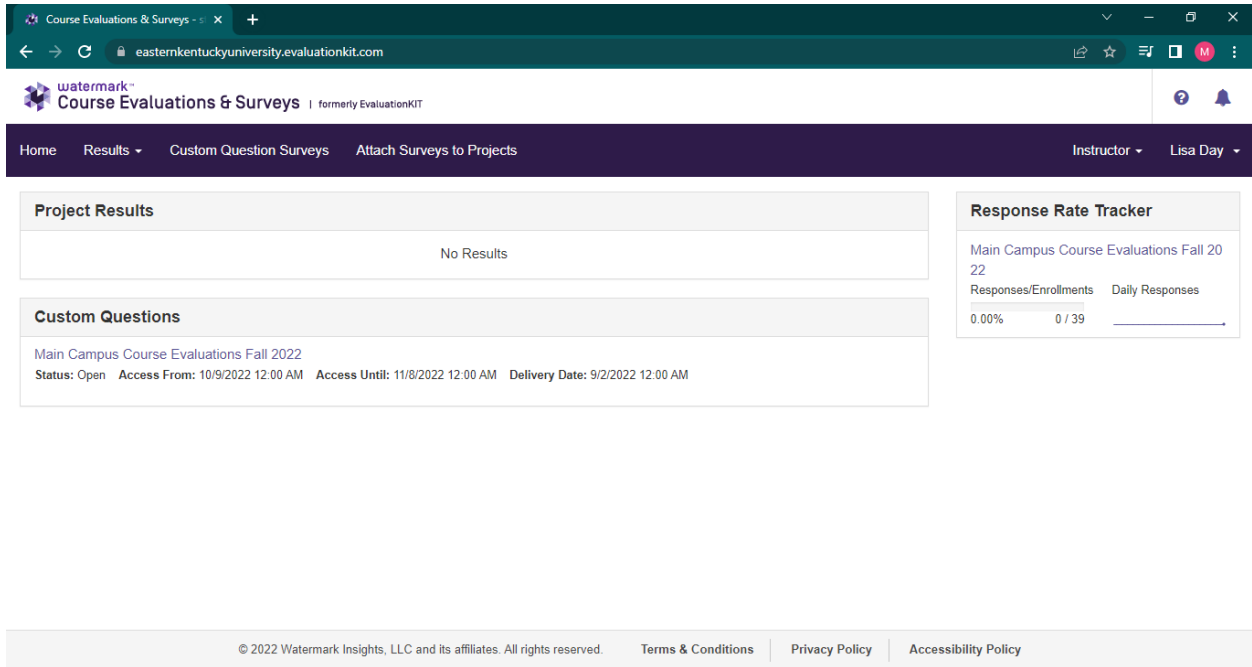 Course Evaluations & Surveys - s
easternkentuckyuniversity.evaluationkit.com
M
watermark™
Course Evaluations & Surveys | formerly EvaluationKIT
Home Results Custom Question Surveys Attach Surveys to Projects Instructor Lisa Day
Project Results
No Results
Custom Questions
Main Campus Course Evaluations Fall 2022
Status: Open Access From: 10/9/2022 12:00 AM Access Until: 11/8/2022 12:00 AM Delivery Date: 9/2/2022 12:00 AM
Response Rate Tracker
Main Campus Course Evaluations Fall 20
22
Responses/Enrollments Daily Responses
0.00% 0 / 39
© 2022 Watermark Insights, LLC and its affiliates. All rights reserved. Terms & Conditions Privacy Policy Accessibility Policy